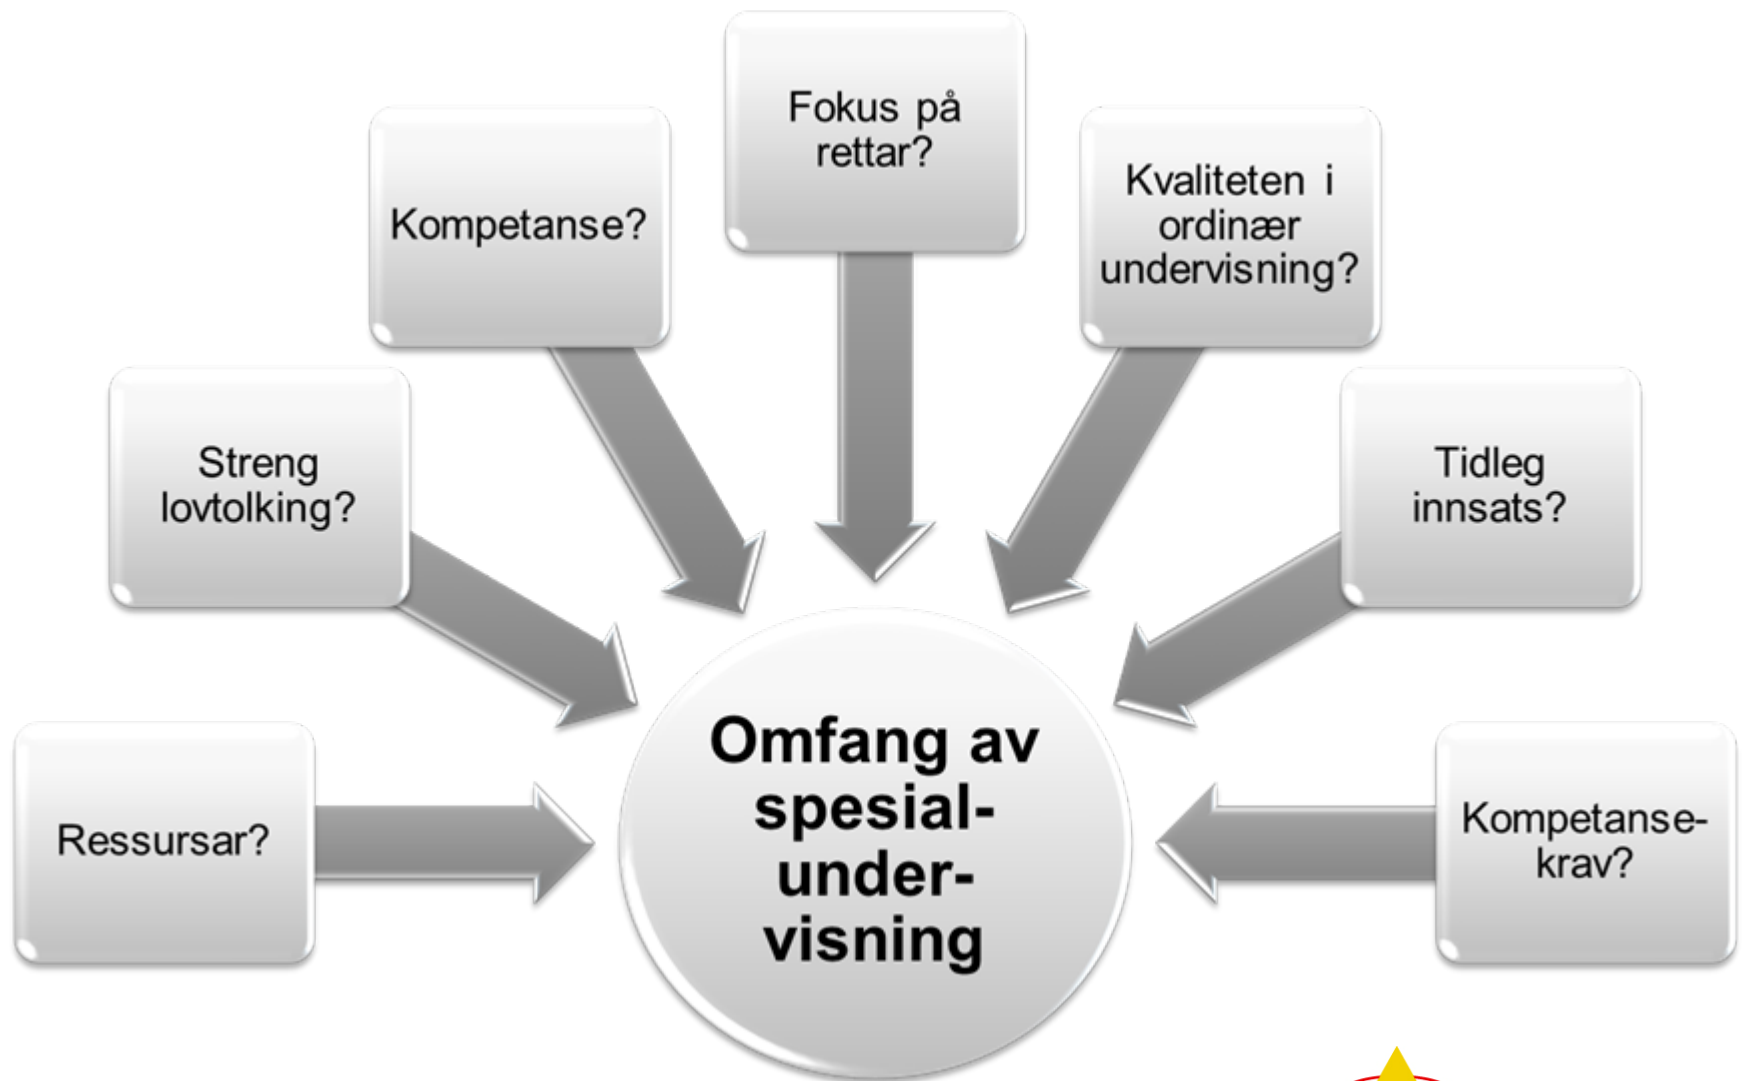 Fokus på
rettar?
Kompetanse?
Kvaliteten i
ordinær
undervisning?
Streng
lovtolking?
Tidleg
innsats?
Ressursar?
Kompetanse-
krav?
Omfang av
spesial-
under-
visning